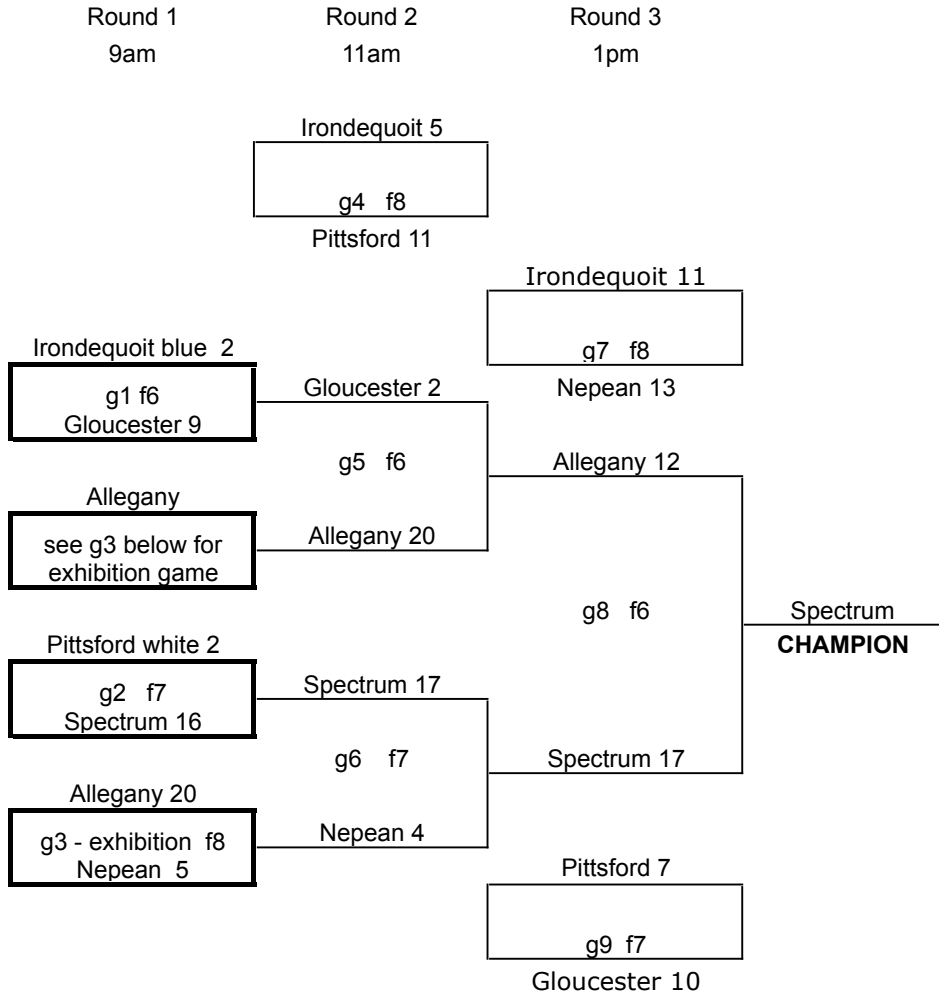 Round 1
Round 2
Round 3
9am
11am
1pm
Irondequoit 5
g4 f8
Pittsford 11
Irondequoit 11
g7 f8
Nepean 13
Irondequoit blue 2
g1 f6
Gloucester 9
Gloucester 2
g5 f6
Allegany 12
Allegany
see g3 below for
exhibition game
Allegany 20
g8 f6
Spectrum
CHAMPION
Pittsford white 2
g2 f7
Spectrum 16
Spectrum 17
g6 f7
Spectrum 17
Allegany 20
g3 - exhibition f8
Nepean 5
Nepean 4
Pittsford 7
g9 f7
Gloucester 10